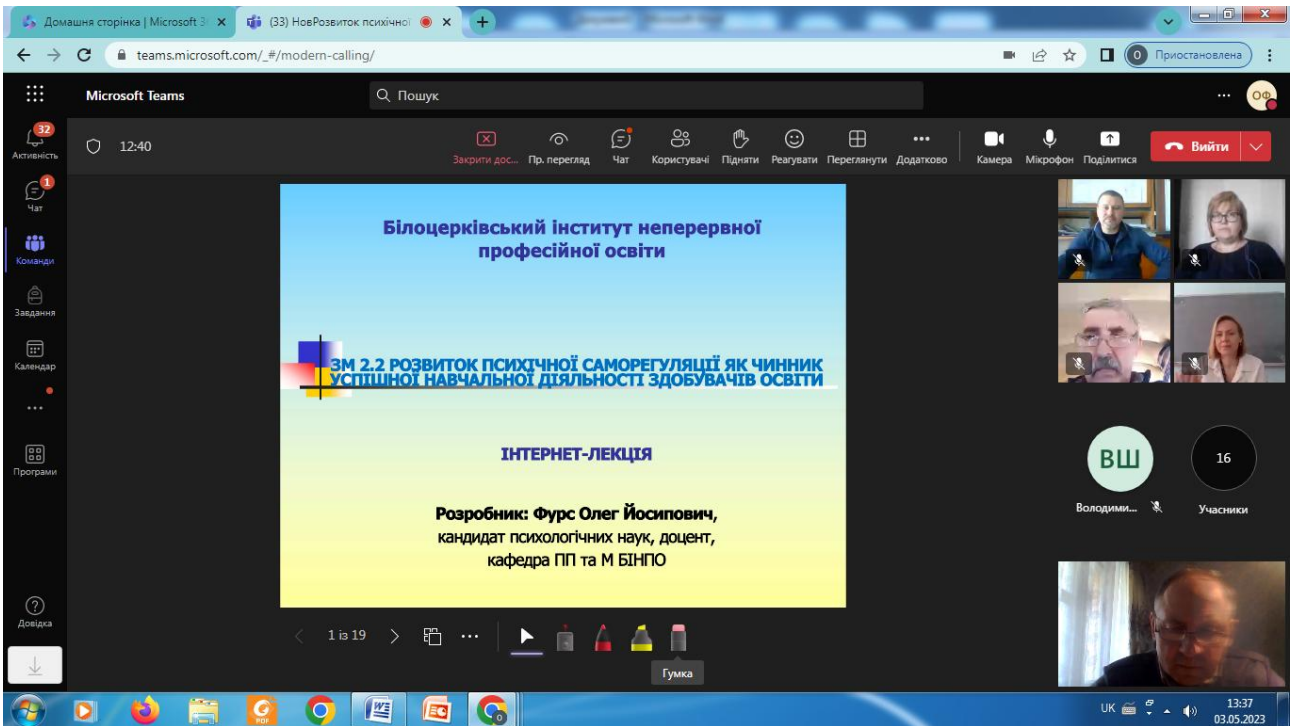 Домашня сторінка | Microsoft 3
(33) НовРозвиток психічної
teams.microsoft.com/_#/modern-calling/
О Приостановлена
Microsoft Teams
Пошук
ОФ
32
Активність
12:40
Закрити дос...
Пр. перегляд
Чат
Користувачі
Підняти
Реагувати
Переглянути
Додатково
Камера
Мікрофон
Поділитися
Вийти
1
Чат
Команди
Завдання
Календар
Програми
Довідка
Білоцерківський інститут неперервної
професійної освіти
ЗМ 2.2 РОЗВИТОК ПСИХІЧНОЇ САМОРЕГУЛЯЦІЇ ЯК ЧИННИК
УСПІШНОЇ НАВЧАЛЬНОЇ ДІЯЛЬНОСТІ ЗДОБУВАЧІВ ОСВІТИ
ІНТЕРНЕТ-ЛЕКЦІЯ
Розробник: Фурс Олег Йосипович,
кандидат психологічних наук, доцент,
кафедра ПП та М БІНПО
ВШ
Володими...
16
Учасники
1 із 19
Гумка
PDF
UK
13:37
03.05.2023